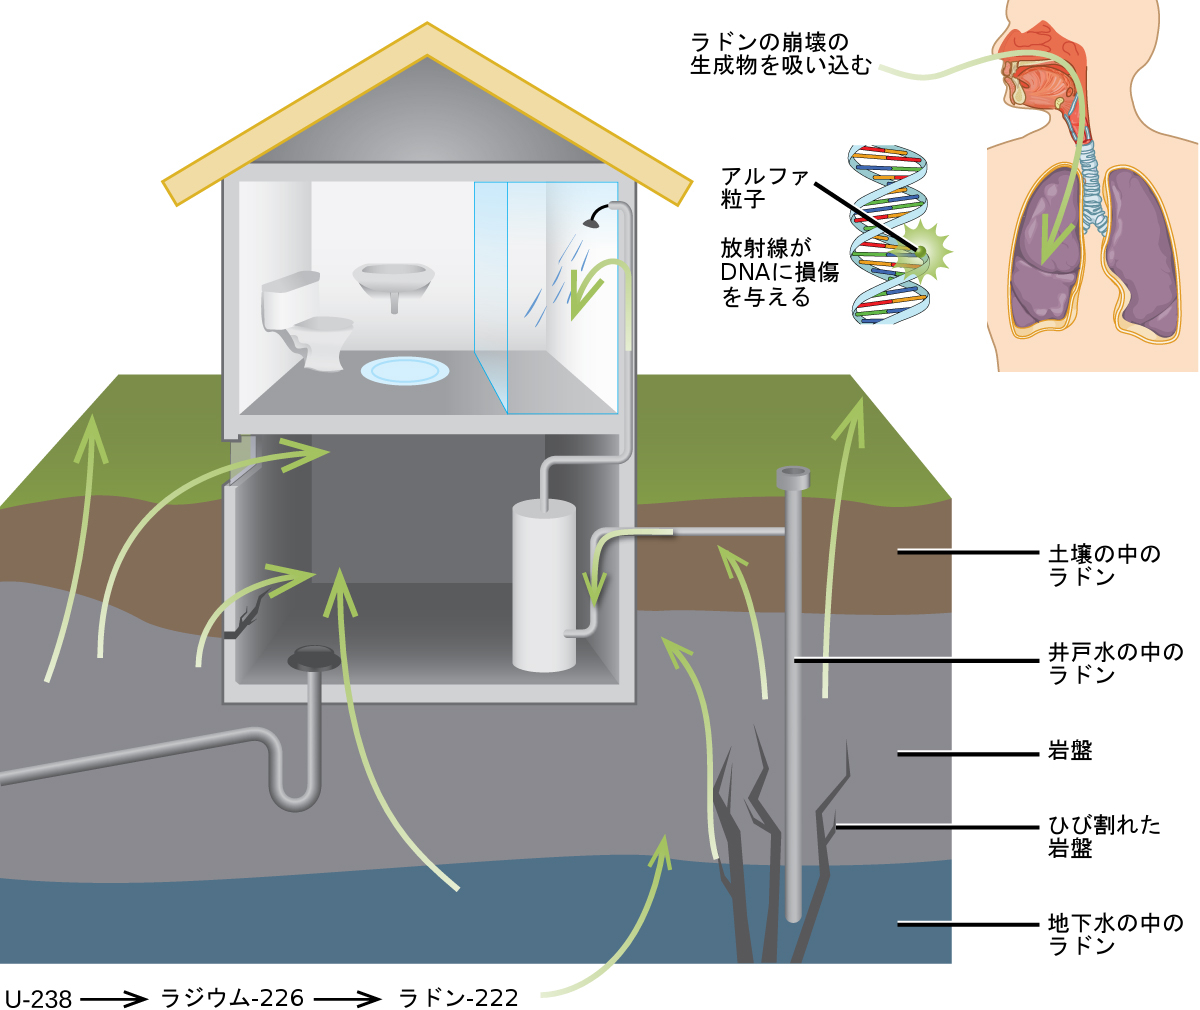 ラドンの崩壊の
生成物を吸い込む
アルファ
粒子
放射線が
DNAに損傷
を与える
土壌の中の
ラドン
井戸水の中の
ラドン
岩盤
ひび割れた
岩盤
地下水の中の
ラドン
U-238 → ラジウム-226 → ラドン-222